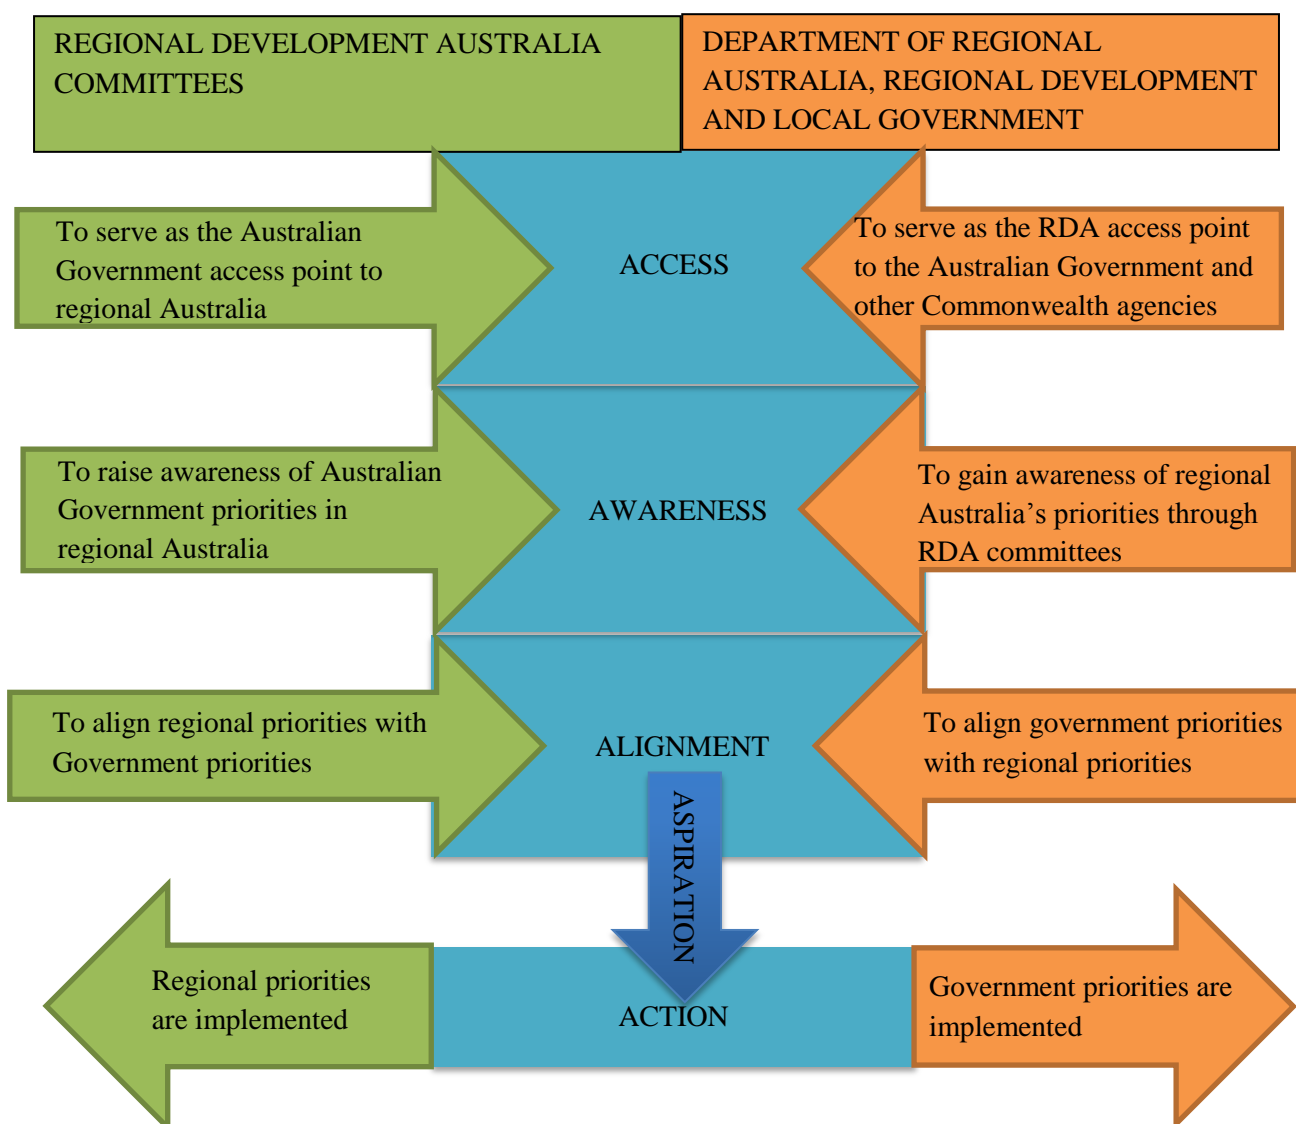 REGIONAL DEVELOPMENT AUSTRALIA
COMMITTEES
DEPARTMENT OF REGIONAL
AUSTRALIA, REGIONAL DEVELOPMENT
AND LOCAL GOVERNMENT
To serve as the Australian
Government access point to
regional Australia
ACCESS
To serve as the RDA access point
to the Australian Government and
other Commonwealth agencies
To raise awareness of Australian
Government priorities in
regional Australia
AWARENESS
To gain awareness of regional
Australia’s priorities through
RDA committees
To align regional priorities with
Government priorities
ALIGNMENT
To align government priorities
with regional priorities
ASPIRATION
Regional priorities
are implemented
ACTION
Government priorities are
implemented